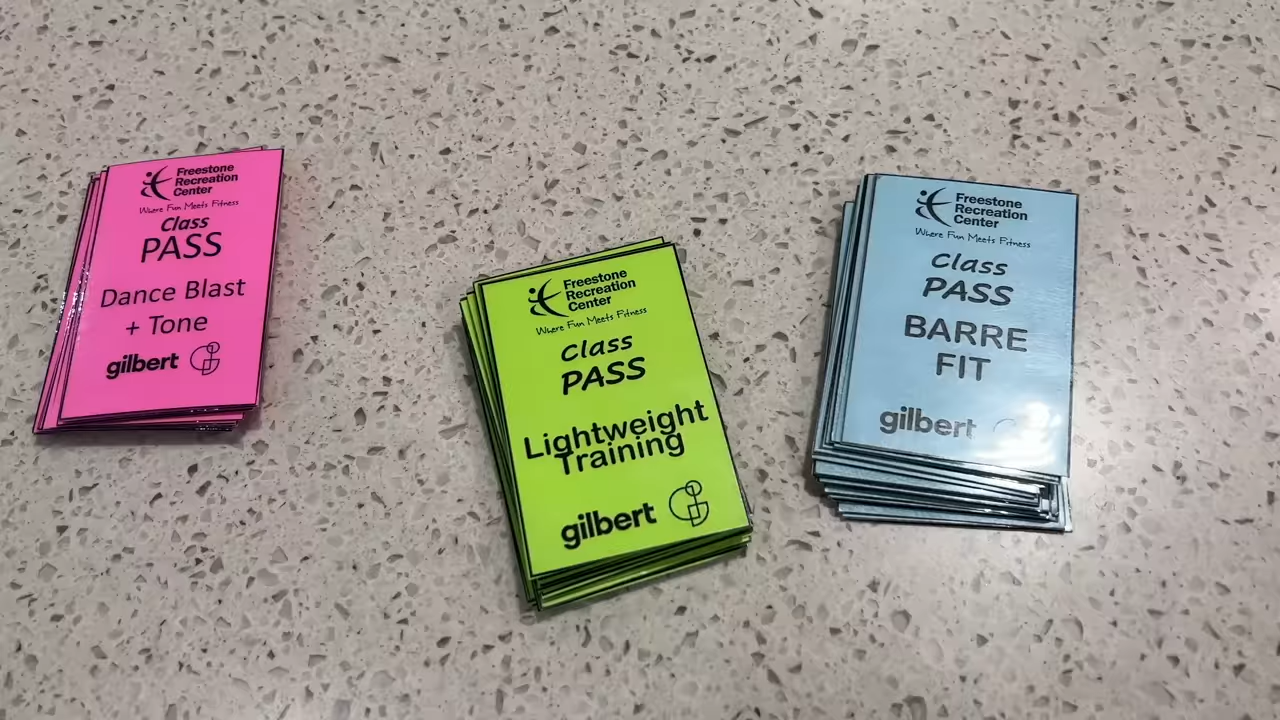 Freestone
Recreation
Center
Where Fun Meets Fitness
Class
PASS
Dance Blast
+ Tone
gilbert
Freestone
Recreation
Center
Where Fun Meets Fitness
Class
PASS
Lightweight
Training
gilbert
Freestone
Recreation
Center
Where Fun Meets Fitness
Class
PASS
BARRE
FIT
gilbert